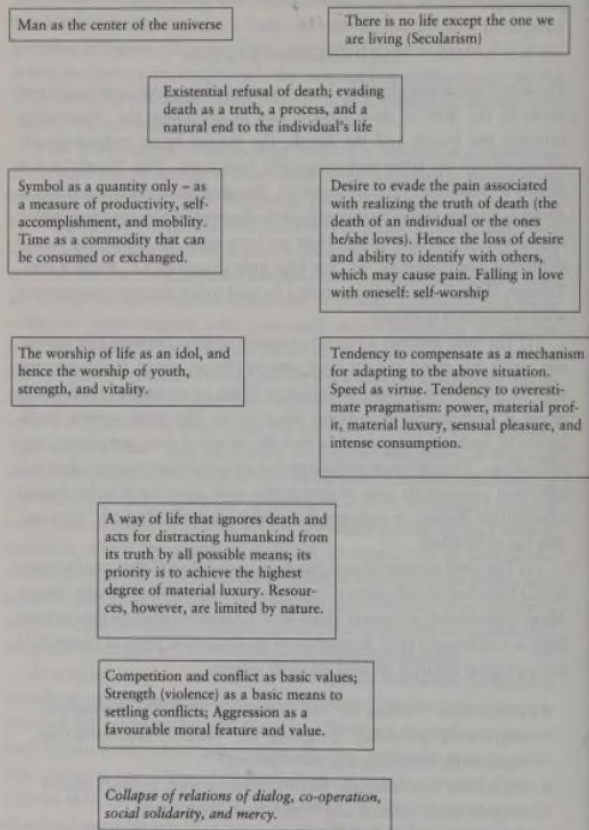 Man as the center of the universe
There is no life except the one we
are living (Secularism)
Existential refusal of death; evading
death as a truth, a process, and a
natural end to the individual's life
Symbol as a quantity only – as
a measure of productivity, self-
accomplishment, and mobility.
Time as a commodity that can
be consumed or exchanged.
Desire to evade the pain associated
with realizing the truth of death (the
death of an individual or the ones
he/she loves). Hence the loss of desire
and ability to identify with others,
which may cause pain. Falling in love
with oneself: self-worship
The worship of life as an idol, and
hence the worship of youth,
strength, and vitality.
Tendency to compensate as a mechanism
for adapting to the above situation.
Speed as virtue. Tendency to overesti-
mate pragmatism: power, material prof-
it, material luxury, sensual pleasure, and
intense consumption.
A way of life that ignores death and
acts for distracting humankind from
its truth by all possible means; its
priority is to achieve the highest
degree of material luxury. Resour-
ces, however, are limited by nature.
Competition and conflict as basic values;
Strength (violence) as a basic means to
settling conflicts; Aggression as a
favourable moral feature and value.
Collapse of relations of dialog, co-operation,
social solidarity, and mercy.